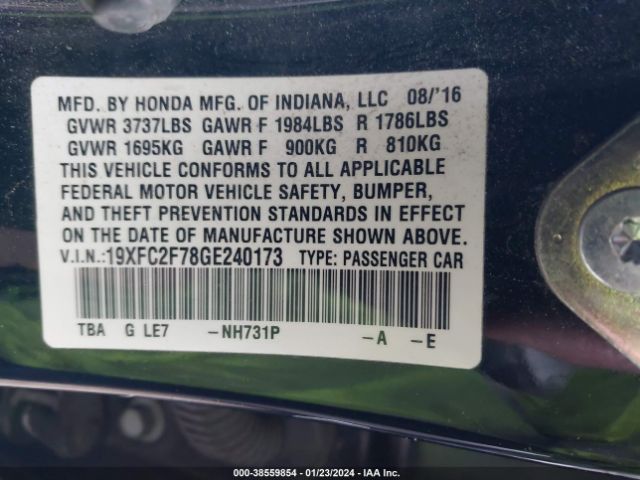 MFD. BY HONDA MFG. OF INDIANA, LLC 08/'16
GVWR 3737LBS GAWR F 1984LBS R 1786LBS
GVWR 1695KG GAWR F 900KG R 810KG
THIS VEHICLE CONFORMS TO ALL APPLICABLE
FEDERAL MOTOR VEHICLE SAFETY, BUMPER,
AND THEFT PREVENTION STANDARDS IN EFFECT
ON THE DATE OF MANUFACTURE SHOWN ABOVE.
V.I.N.:19XFC2F78GE240173 TYPE: PASSENGER CAR
TBA G LE7 -NH731P -A -E
000-38559854 - 01/23/2024 - IAAI.COM